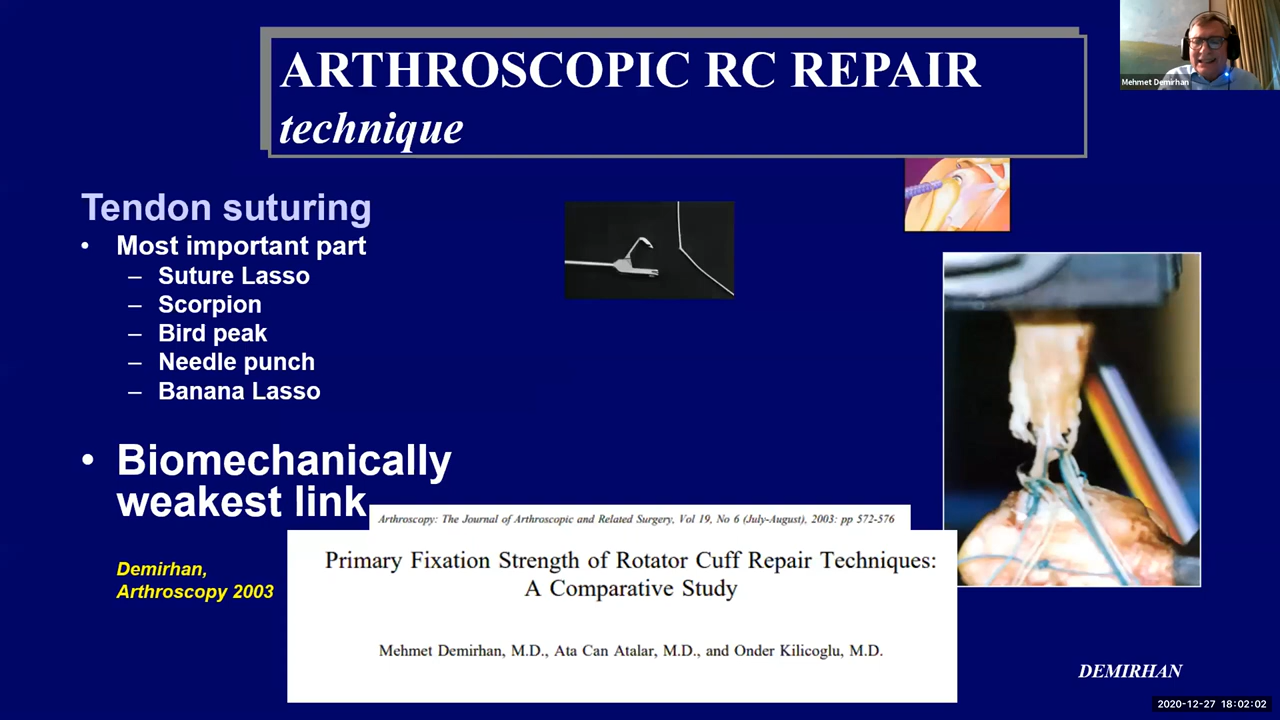 ARTHROSCOPIC RC REPAIR
technique
Mehmet Demirhan
Tendon suturing
• Most important part
– Suture Lasso
– Scorpion
– Bird peak
– Needle punch
– Banana Lasso
• Biomechanically
weakest link
Demirhan,
Arthroscopy 2003
Arthroscopy: The Journal of Arthroscopic and Related Surgery, Vol 19, No 6 (July-August), 2003: pp 572-576
Primary Fixation Strength of Rotator Cuff Repair Techniques:
A Comparative Study
Mehmet Demirhan, M.D., Ata Can Atalar, M.D., and Onder Kilicoglu, M.D.
DEMIRHAN
2020-12-27 18:02:02